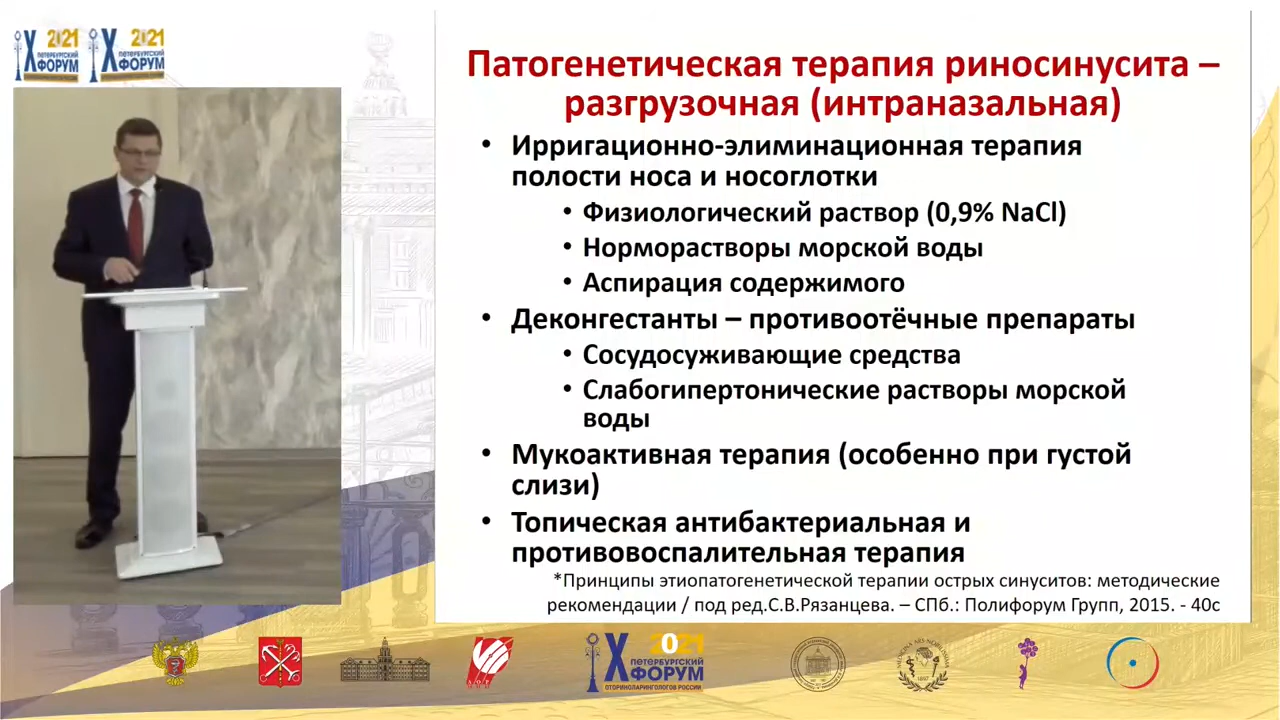 X 2021
ПЕТЕРБУРГСКИЙ
ФОРУМ
X 2021
ПЕТЕРБУРГСКИЙ
ФОРУМ
Патогенетическая терапия риносинусита –
разгрузочная (интраназальная)
• Ирригационно-элиминационная терапия
полости носа и носоглотки
• Физиологический раствор (0,9% NaCl)
• Норморастворы морской воды
• Аспирация содержимого
• Деконгестанты – противоотёчные препараты
• Сосудосуживающие средства
• Слабогипертонические растворы морской
воды
• Мукоактивная терапия (особенно при густой
слизи)
• Топическая антибактериальная и
противовоспалительная терапия
*Принципы этиопатогенетической терапии острых синуситов: методические
рекомендации / под ред.С.В.Рязанцева. – СПб.: Полифорум Групп, 2015. - 40с
X 2021
ПЕТЕРБУРГСКИЙ
ФОРУМ
ОТОРИНОЛАРИНГОЛОГОВ РОССИИ